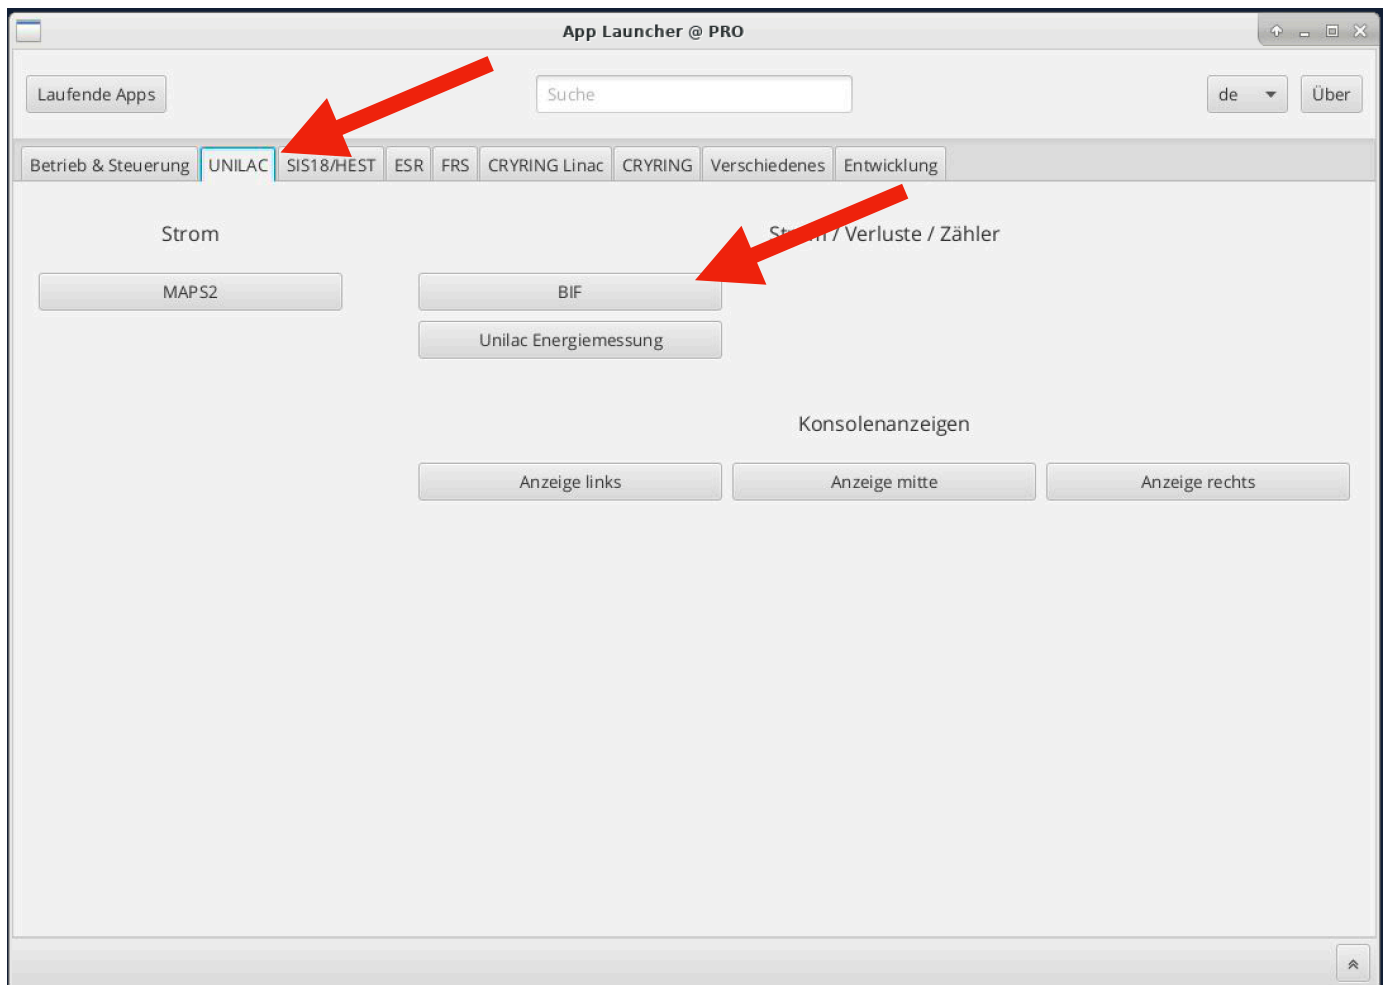 App Launcher @ PRO
Laufende Apps
Suche
de
Über
Betrieb & Steuerung
UNILAC
SIS18/HEST
ESR
FRS
CRYRING Linac
CRYRING
Verschiedenes
Entwicklung
Strom
Strom / Verluste / Zähler
MAPS2
BIF
Unilac Energiemessung
Konsolenanzeigen
Anzeige links
Anzeige mitte
Anzeige rechts